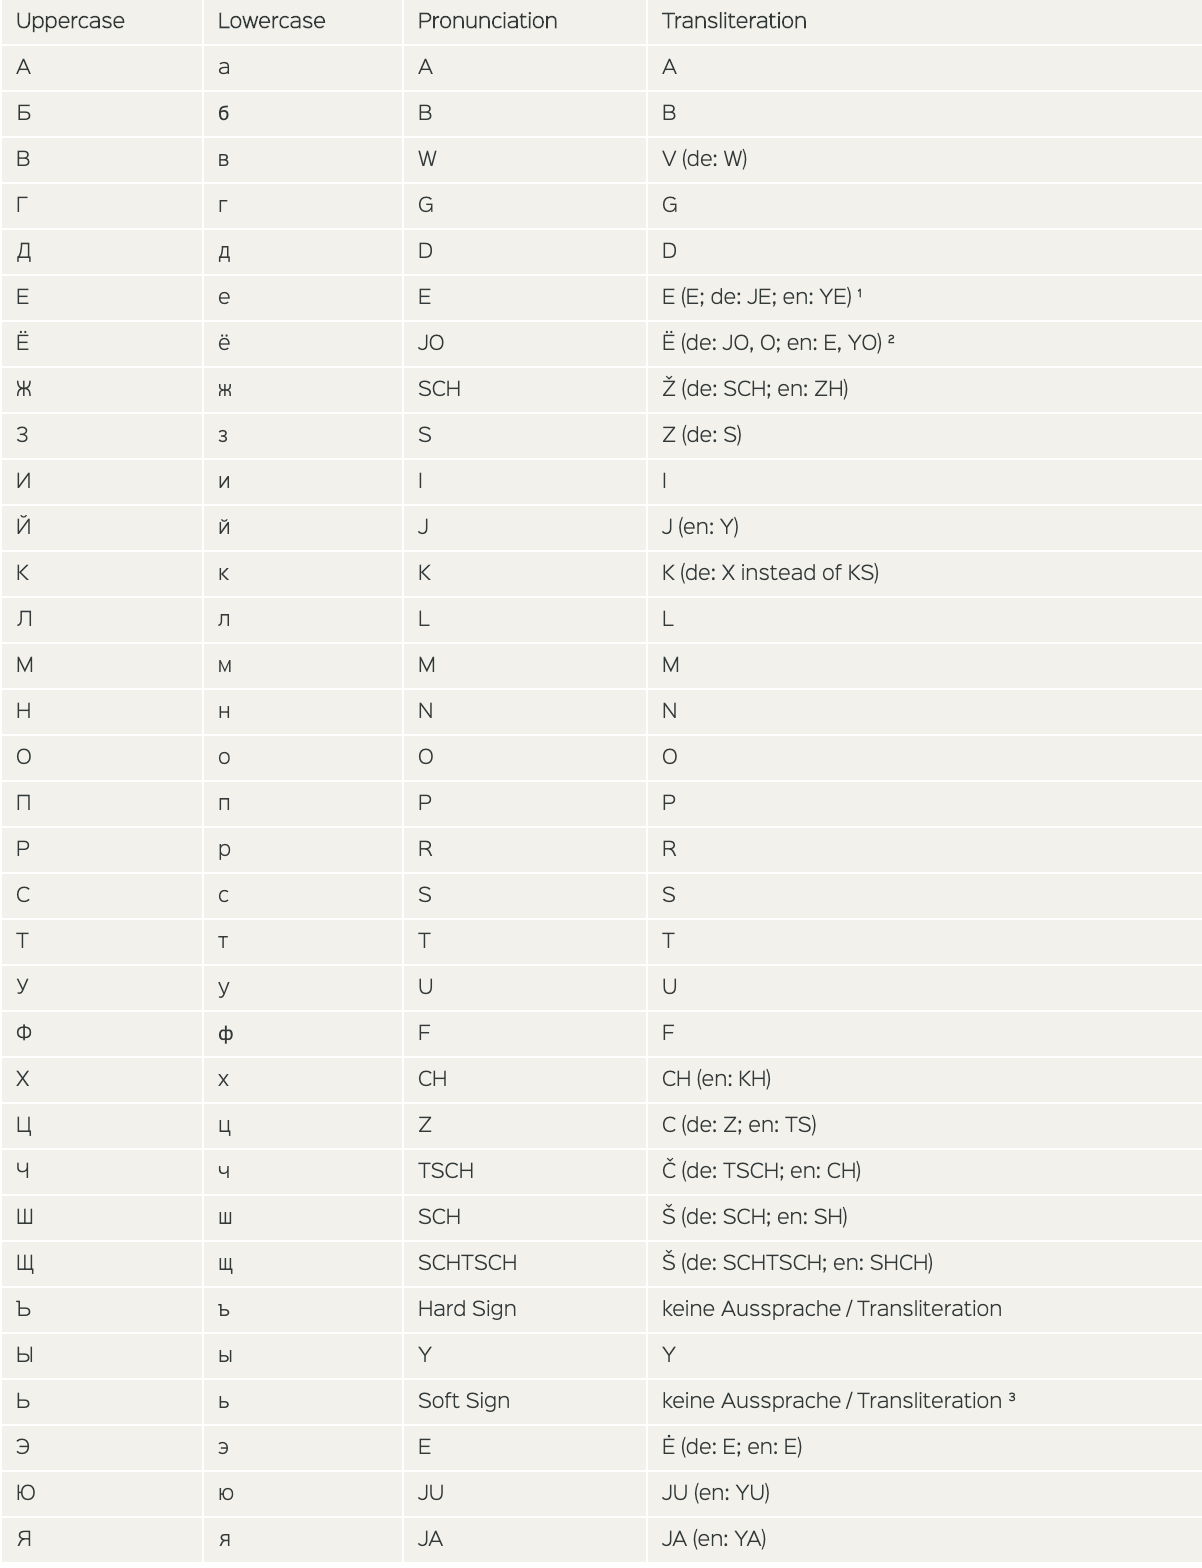 Uppercase Lowercase Pronunciation Transliteration
А а A A
Б б B B
В в W V (de: W)
Г г G G
Д д D D
Е е E E (E; de: JE; en: YE) ¹
Ё ё JO Ë (de: JO, O; en: E, YO) ²
Ж ж SCH Ž (de: SCH; en: ZH)
З з S Z (de: S)
И и I I
Й й J J (en: Y)
К к K K (de: X instead of KS)
Л л L L
М м M M
Н н N N
О о O O
П п P P
Р р R R
С с S S
Т т T T
У у U U
Ф ф F F
Х х CH CH (en: KH)
Ц ц Z C (de: Z; en: TS)
Ч ч TSCH Č (de: TSCH; en: CH)
Ш ш SCH Š (de: SCH; en: SH)
Щ щ SCHTSCH Š (de: SCHTSCH; en: SHCH)
Ъ ъ Hard Sign keine Aussprache / Transliteration
Ы ы Y Y
Ь ь Soft Sign keine Aussprache / Transliteration ³
Э э E Ė (de: E; en: E)
Ю ю JU JU (en: YU)
Я я JA JA (en: YA)